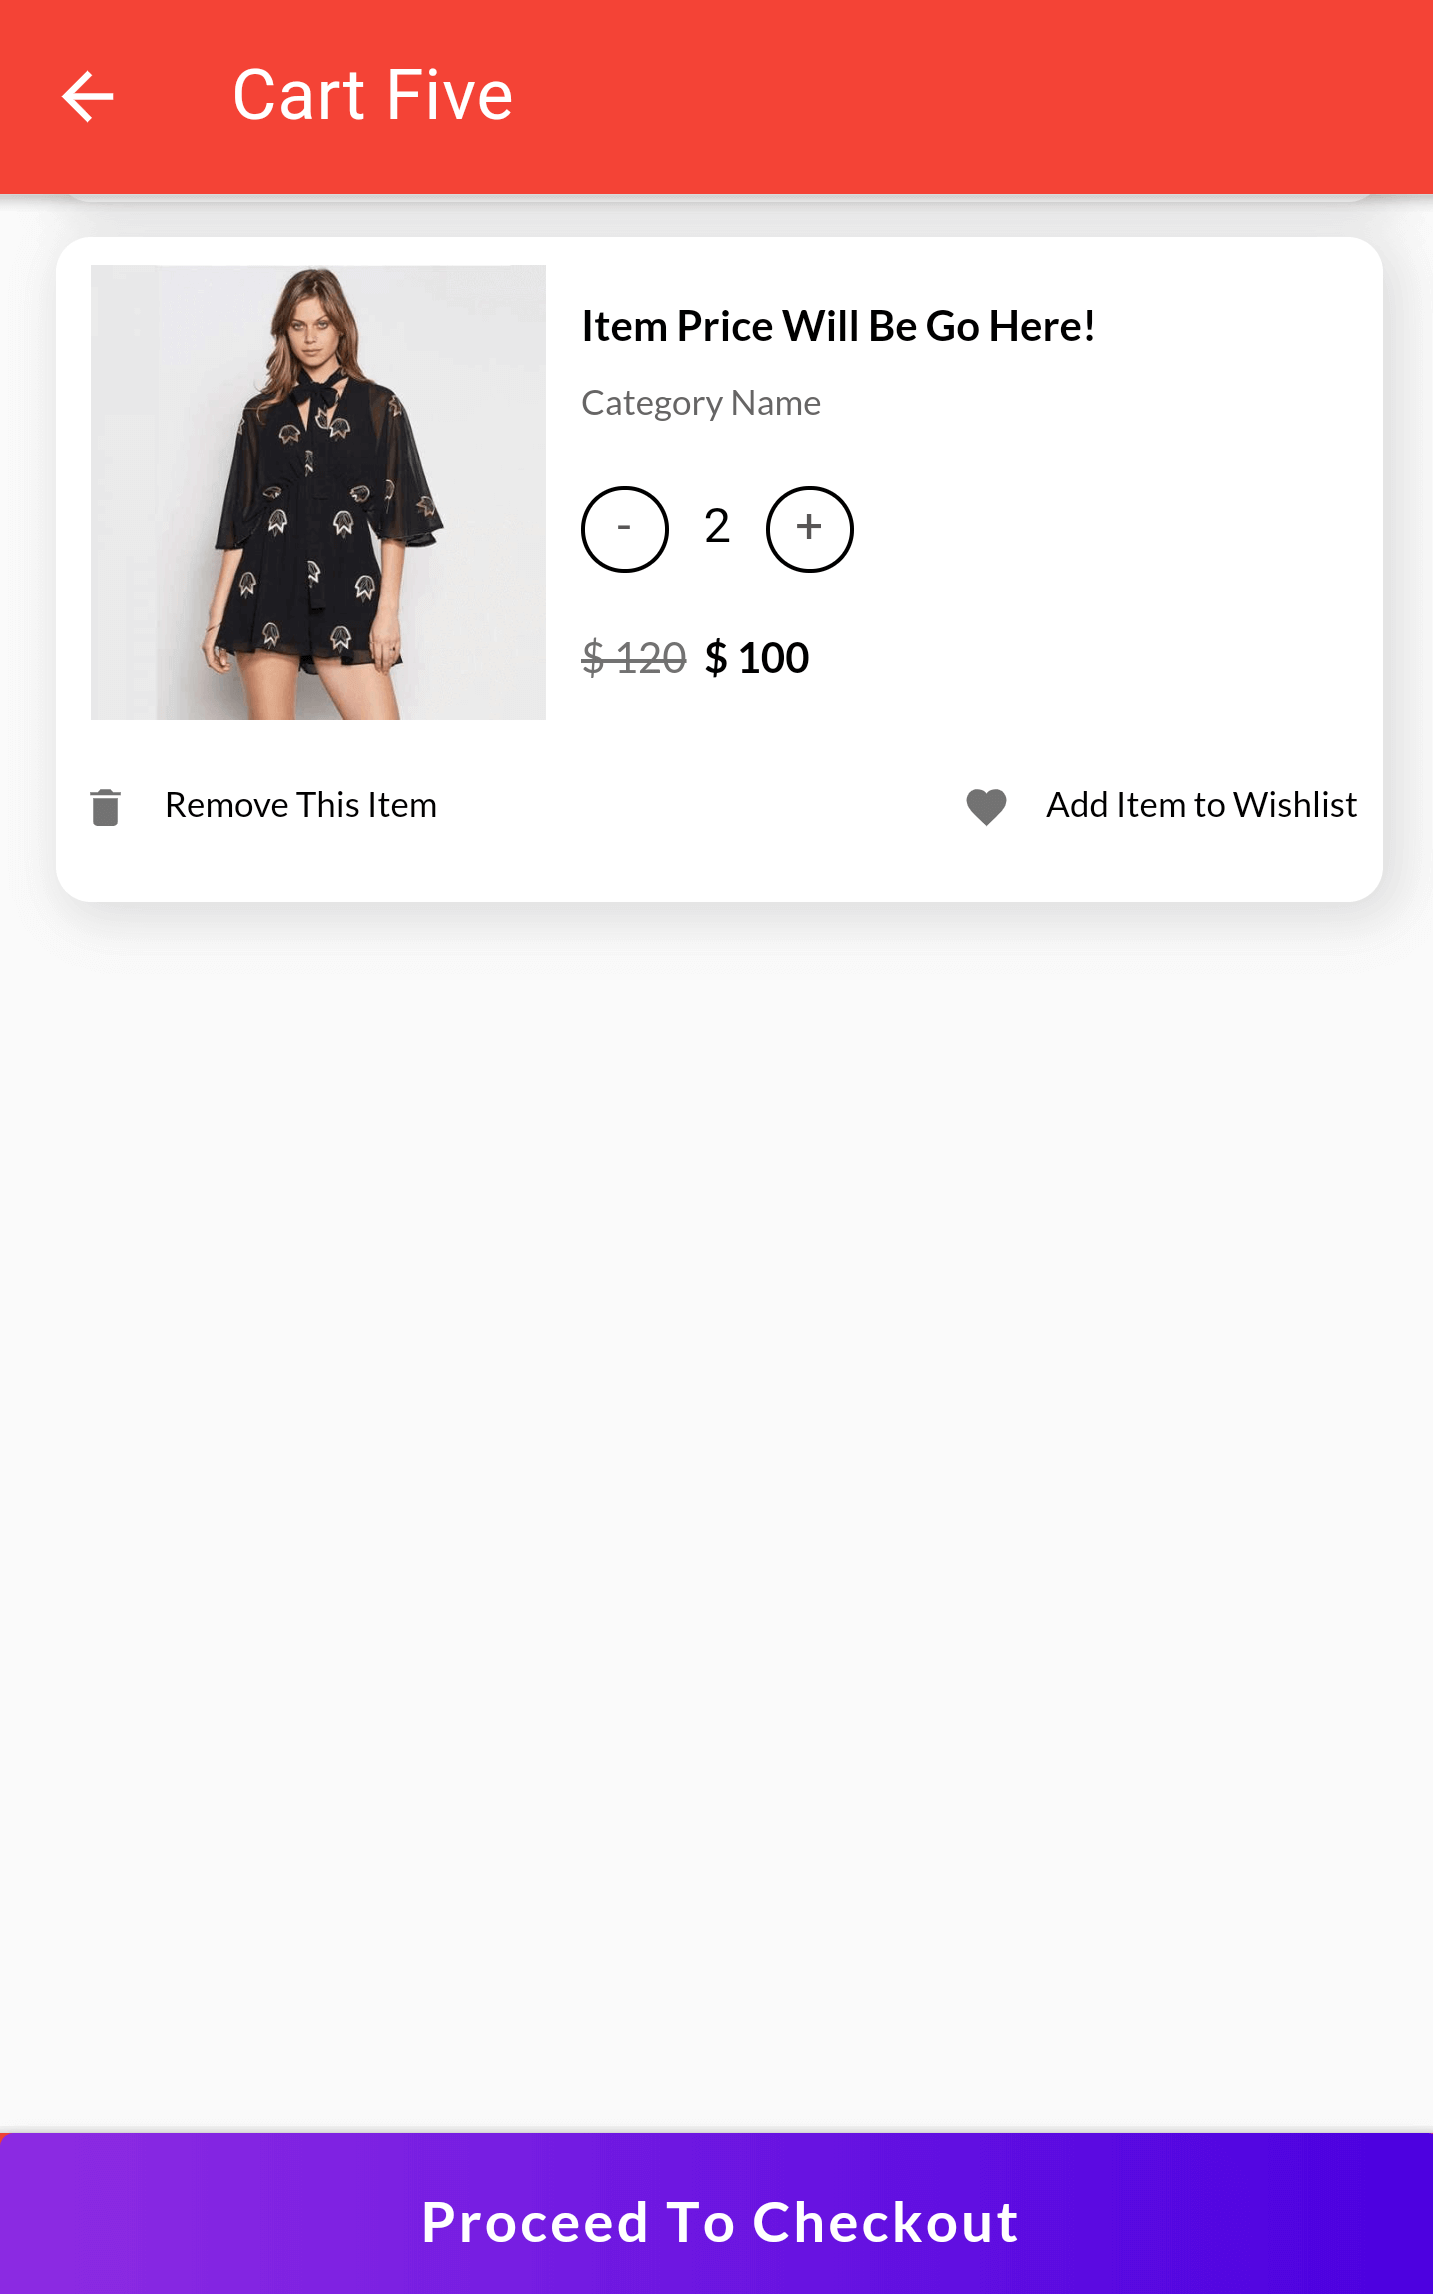 Cart Five
Item Price Will Be Go Here!
Category Name
- 2 +
$ 120 $ 100
Remove This Item
Add Item to Wishlist
Proceed To Checkout